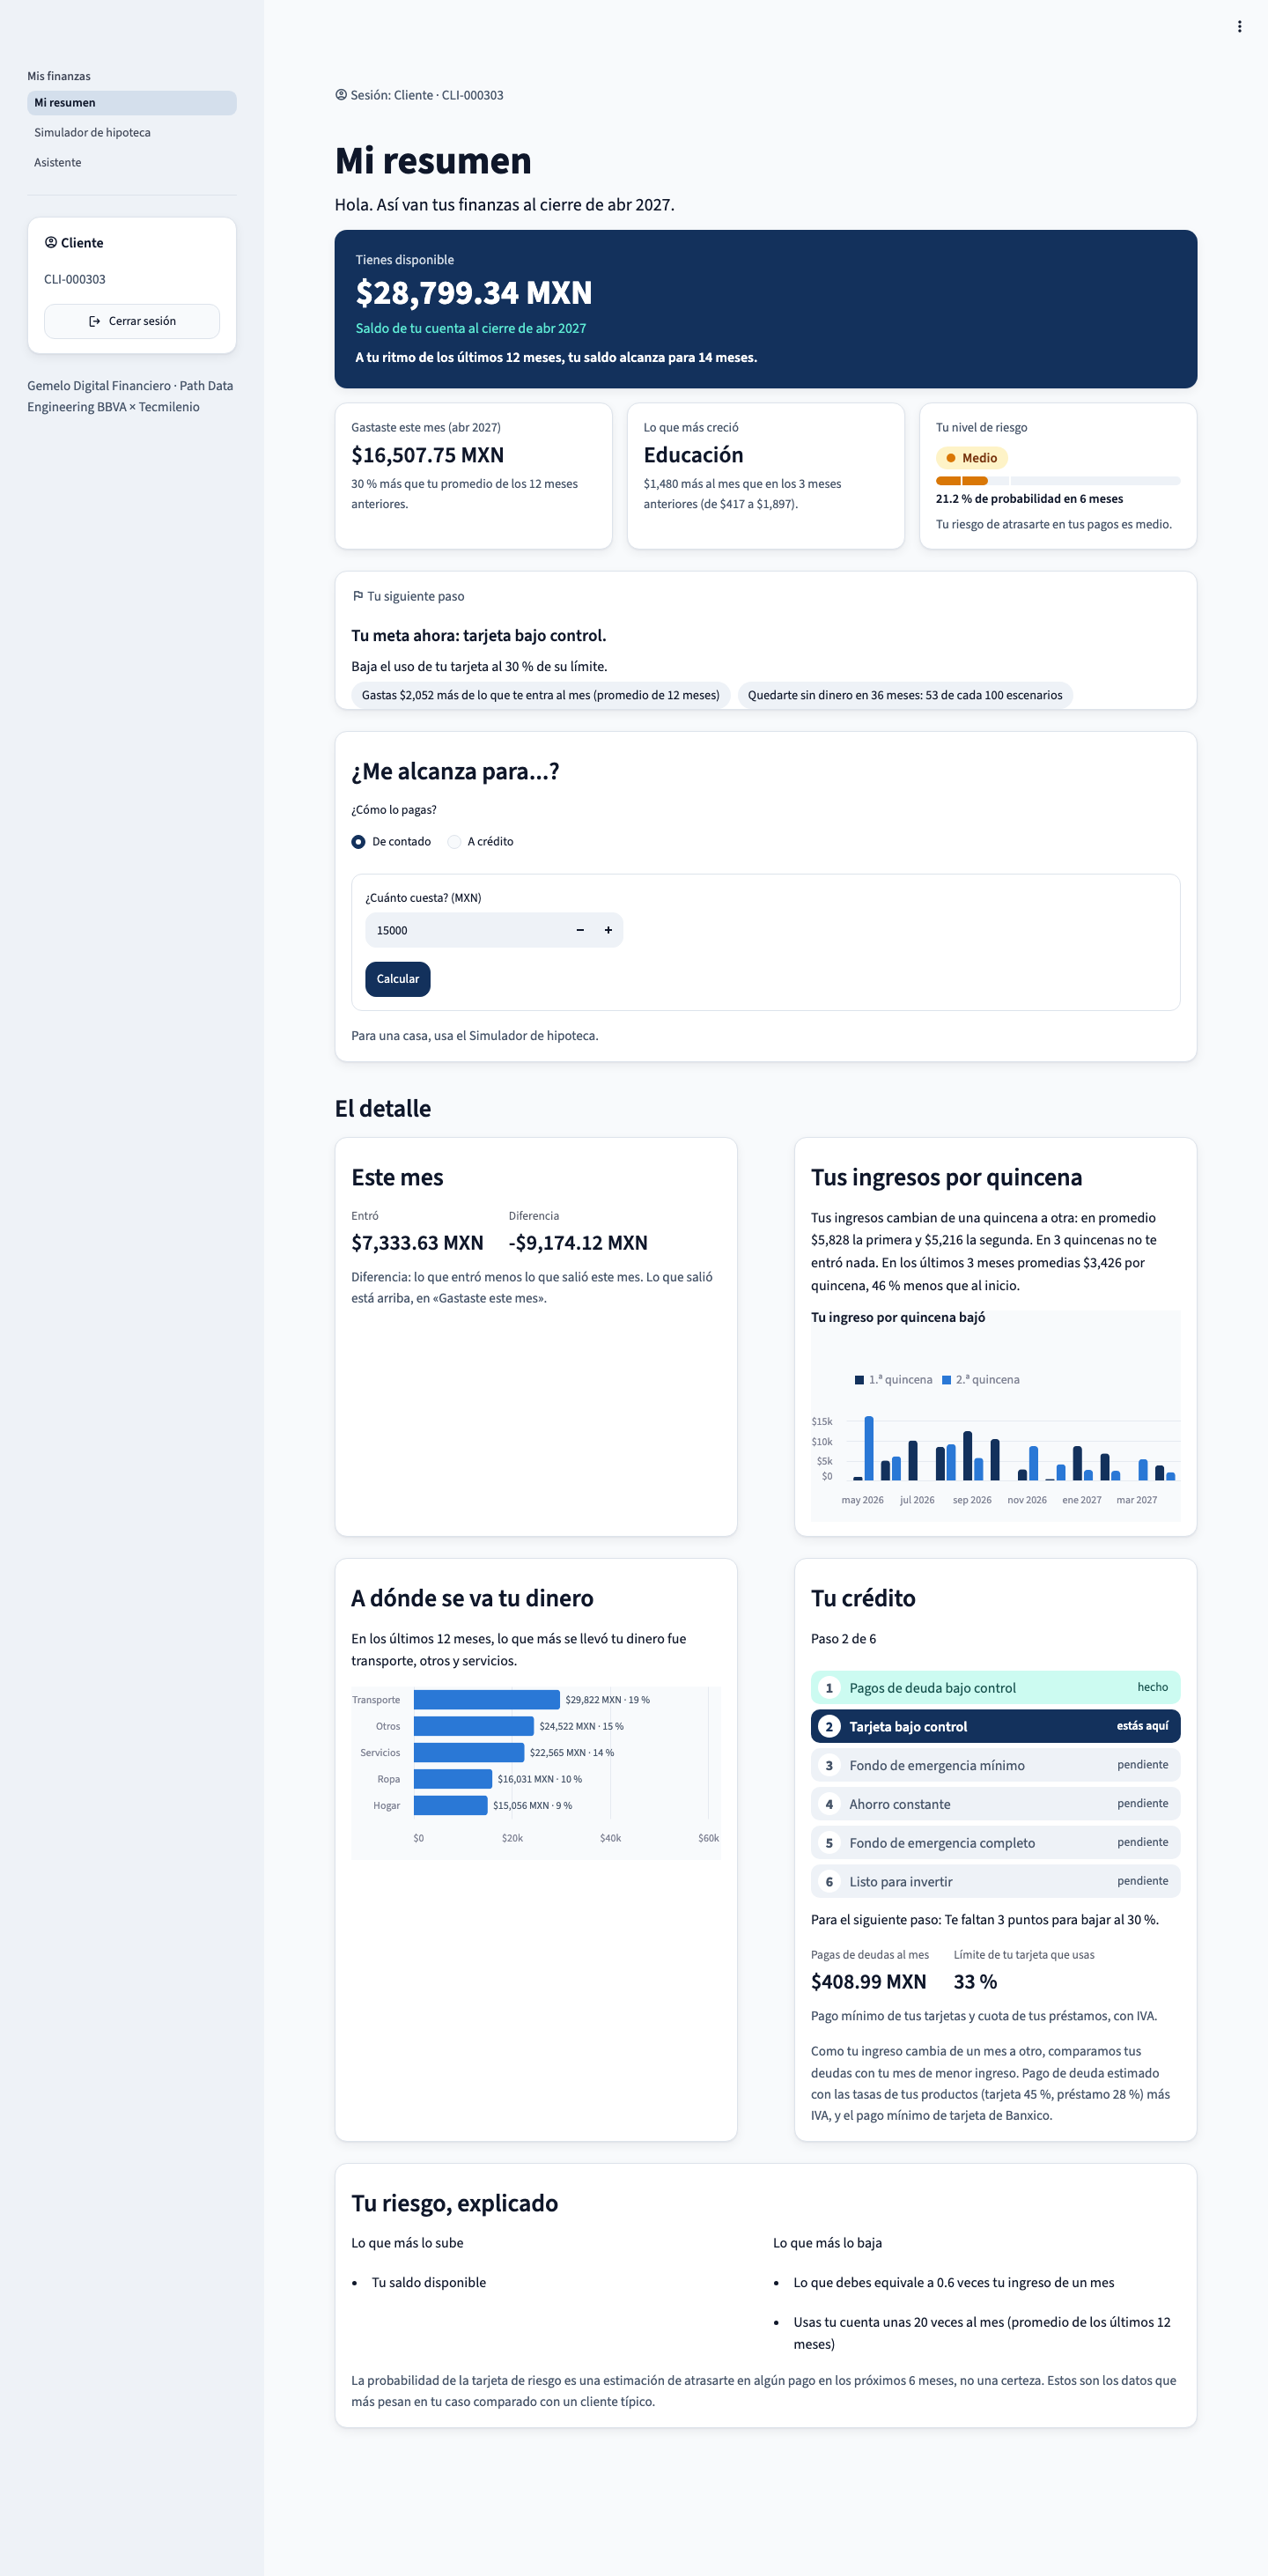 Mis finanzas
Mi resumen
Simulador de hipoteca
Asistente
Cliente
CLI-000303
Cerrar sesión
Gemelo Digital Financiero · Path Data
Engineering BBVA × Tecmilenio
Sesión: Cliente · CLI-000303
Mi resumen
Hola. Así van tus finanzas al cierre de abr 2027.
Tienes disponible
$28,799.34 MXN
Saldo de tu cuenta al cierre de abr 2027
A tu ritmo de los últimos 12 meses, tu saldo alcanza para 14 meses.
Gastaste este mes (abr 2027)
$16,507.75 MXN
30 % más que tu promedio de los 12 meses
anteriores.
Lo que más creció
Educación
$1,480 más al mes que en los 3 meses
anteriores (de $417 a $1,897).
Tu nivel de riesgo
Medio
21.2 % de probabilidad en 6 meses
Tu riesgo de atrasarte en tus pagos es medio.
Tu siguiente paso
Tu meta ahora: tarjeta bajo control.
Baja el uso de tu tarjeta al 30 % de su límite.
Gastas $2,052 más de lo que te entra al mes (promedio de 12 meses)
Quedarte sin dinero en 36 meses: 53 de cada 100 escenarios
¿Me alcanza para...?
¿Cómo lo pagas?
De contado
A crédito
¿Cuánto cuesta? (MXN)
15000
Calcular
Para una casa, usa el Simulador de hipoteca.
El detalle
Este mes
Entró
$7,333.63 MXN
Diferencia
-$9,174.12 MXN
Diferencia: lo que entró menos lo que salió este mes. Lo que salió
está arriba, en «Gastaste este mes».
Tus ingresos por quincena
Tus ingresos cambian de una quincena a otra: en promedio
$5,828 la primera y $5,216 la segunda. En 3 quincenas no te
entró nada. En los últimos 3 meses promedias $3,426 por
quincena, 46 % menos que al inicio.
Tu ingreso por quincena bajó
1.ª quincena
2.ª quincena
$15k
$10k
$5k
$0
may 2026
jul 2026
sep 2026
nov 2026
ene 2027
mar 2027
A dónde se va tu dinero
En los últimos 12 meses, lo que más se llevó tu dinero fue
transporte, otros y servicios.
Transporte
$29,822 MXN · 19 %
Otros
$24,522 MXN · 15 %
Servicios
$22,565 MXN · 14 %
Ropa
$16,031 MXN · 10 %
Hogar
$15,056 MXN · 9 %
$0
$20k
$40k
$60k
Tu crédito
Paso 2 de 6
1 Pagos de deuda bajo control hecho
2 Tarjeta bajo control estás aquí
3 Fondo de emergencia mínimo pendiente
4 Ahorro constante pendiente
5 Fondo de emergencia completo pendiente
6 Listo para invertir pendiente
Para el siguiente paso: Te faltan 3 puntos para bajar al 30 %.
Pagas de deudas al mes
$408.99 MXN
Límite de tu tarjeta que usas
33 %
Pago mínimo de tus tarjetas y cuota de tus préstamos, con IVA.
Como tu ingreso cambia de un mes a otro, comparamos tus
deudas con tu mes de menor ingreso. Pago de deuda estimado
con las tasas de tus productos (tarjeta 45 %, préstamo 28 %) más
IVA, y el pago mínimo de tarjeta de Banxico.
Tu riesgo, explicado
Lo que más lo sube
Tu saldo disponible
Lo que más lo baja
Lo que debes equivale a 0.6 veces tu ingreso de un mes
Usas tu cuenta unas 20 veces al mes (promedio de los últimos 12
meses)
La probabilidad de la tarjeta de riesgo es una estimación de atrasarte en algún pago en los próximos 6 meses, no una certeza. Estos son los datos que
más pesan en tu caso comparado con un cliente típico.